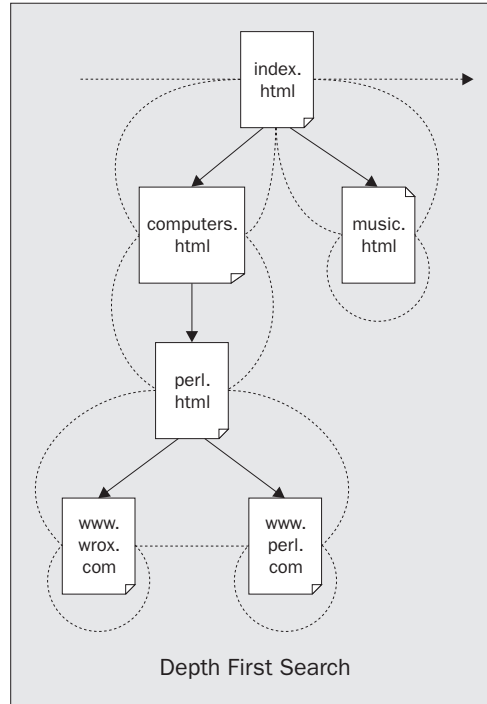 index.
html
computers.
html
music.
html
perl.
html
www.
wrox.
com
www.
perl.
com
Depth First Search